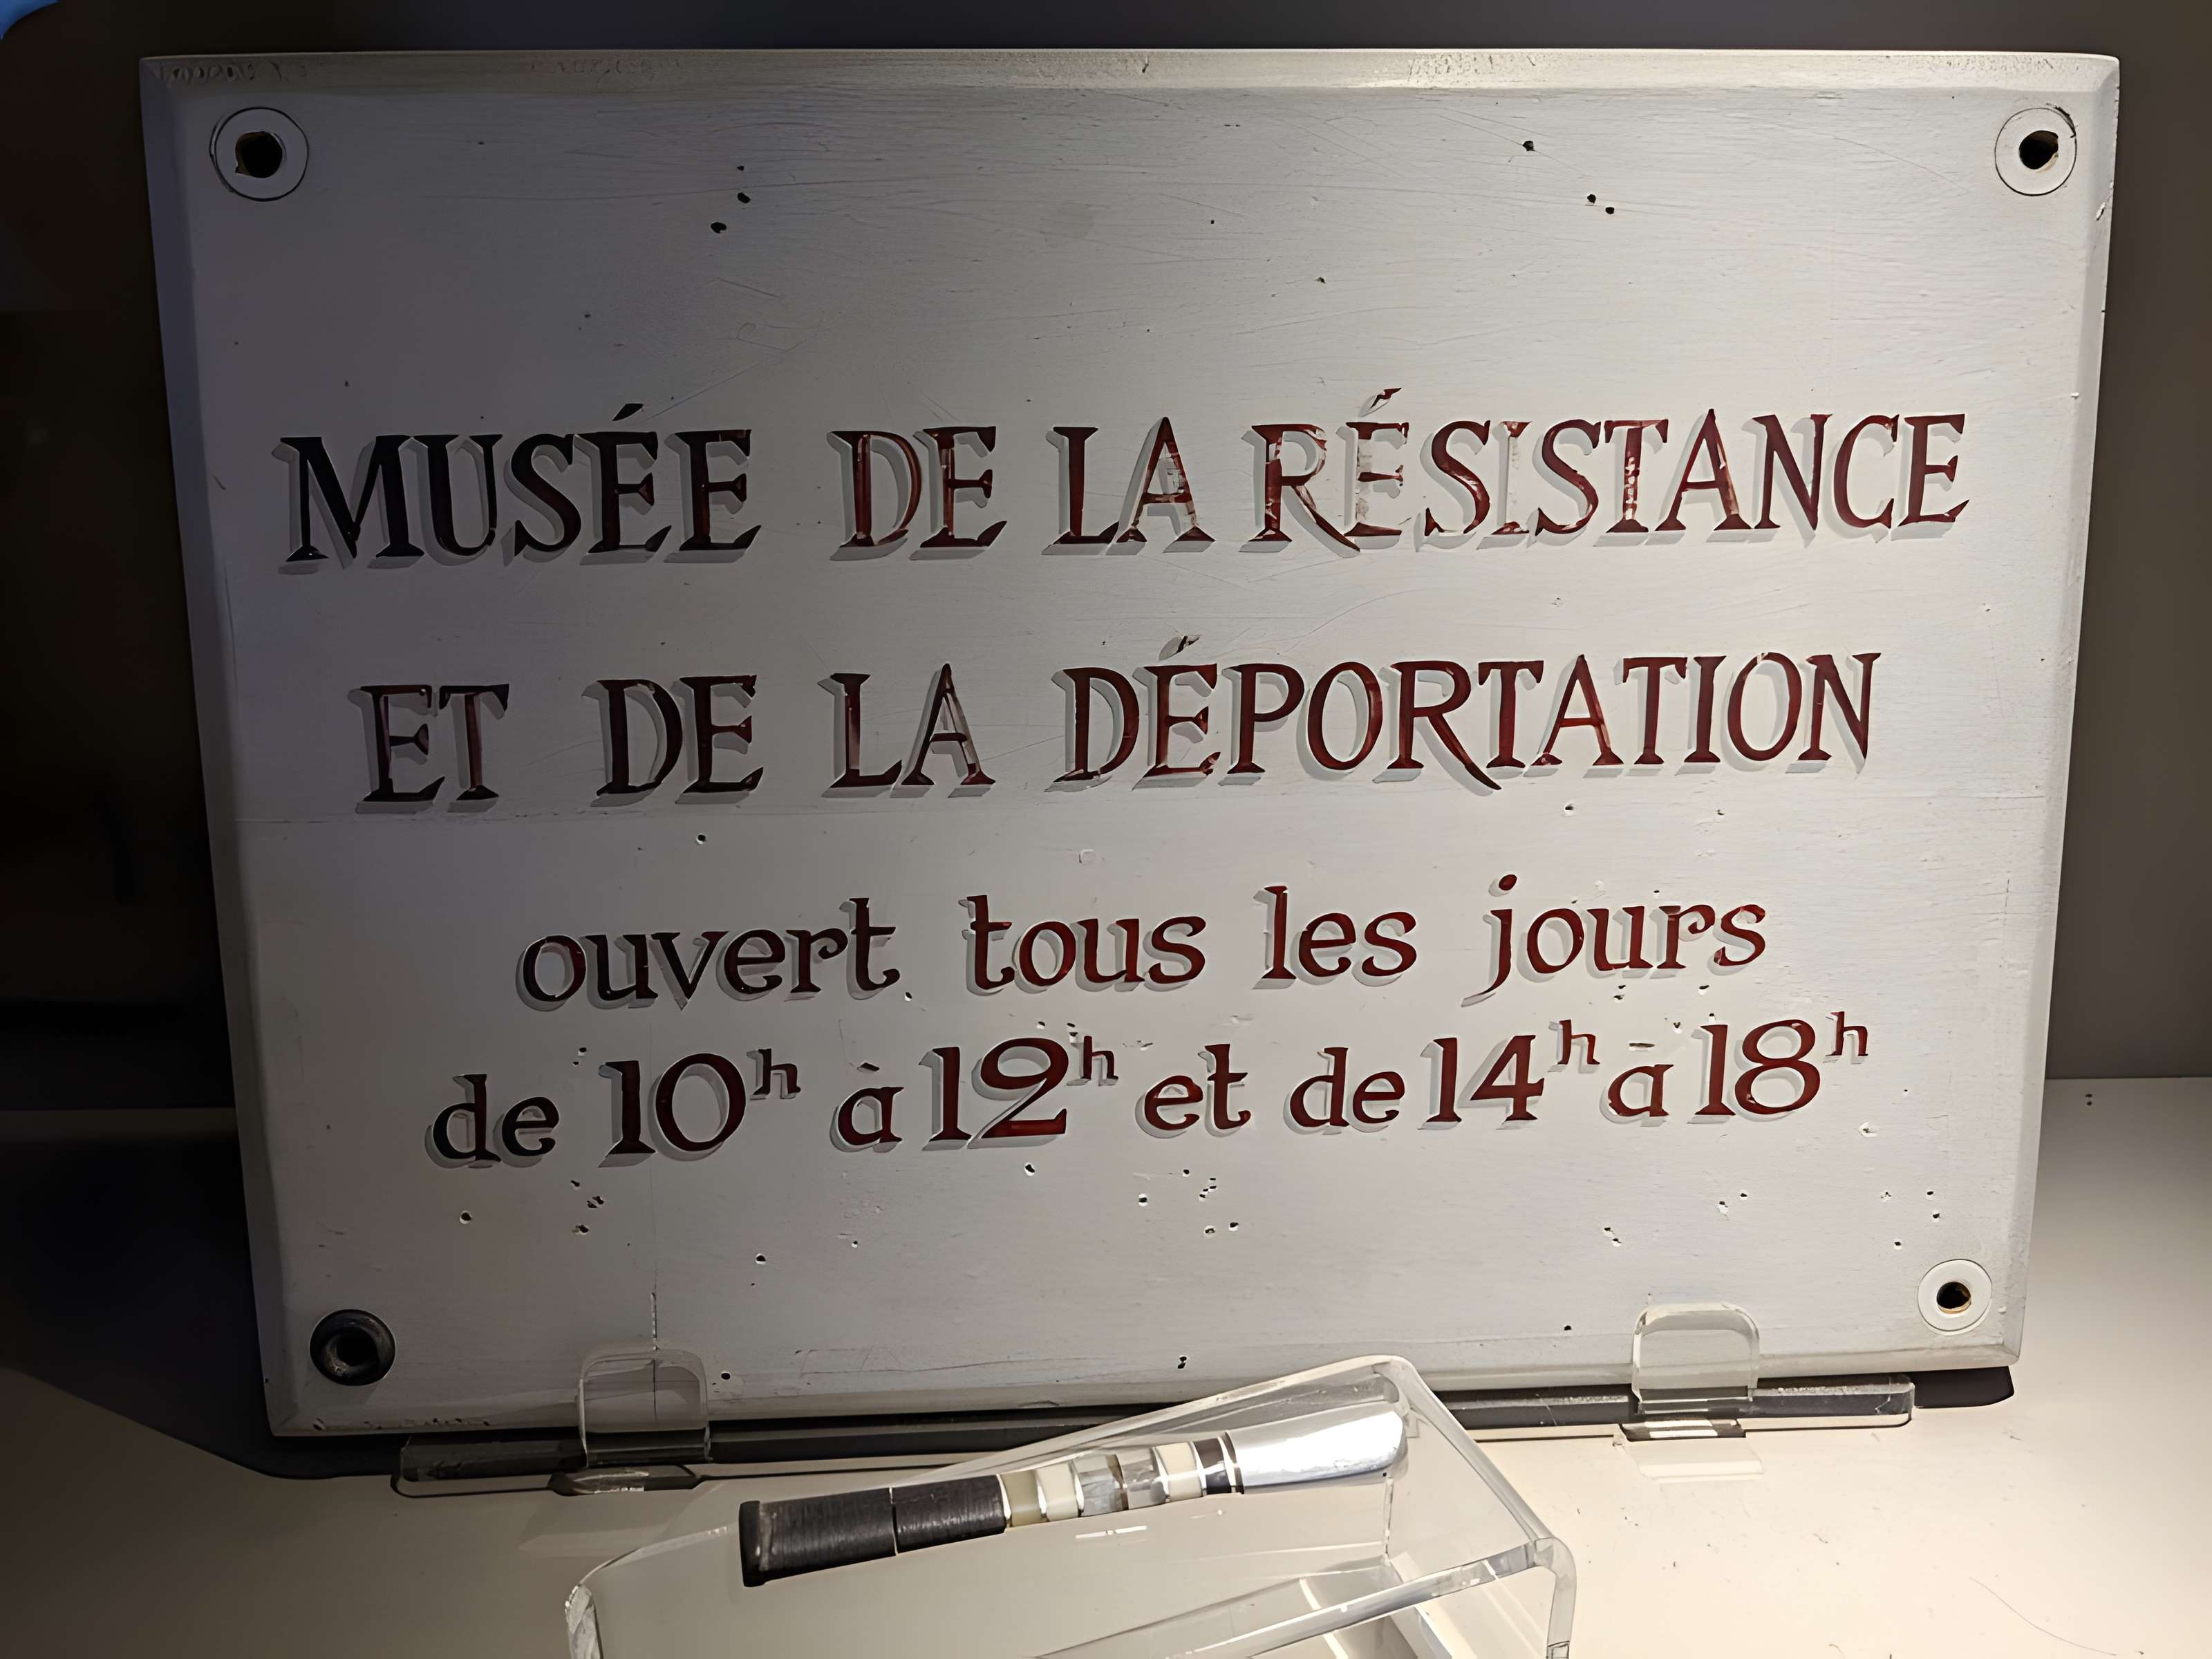 MUSÉE DE LA RÉSISTANCE
ET DE LA DÉPORTATION
ouvert tous les jours
de 10h à 12h et de 14h à 18h